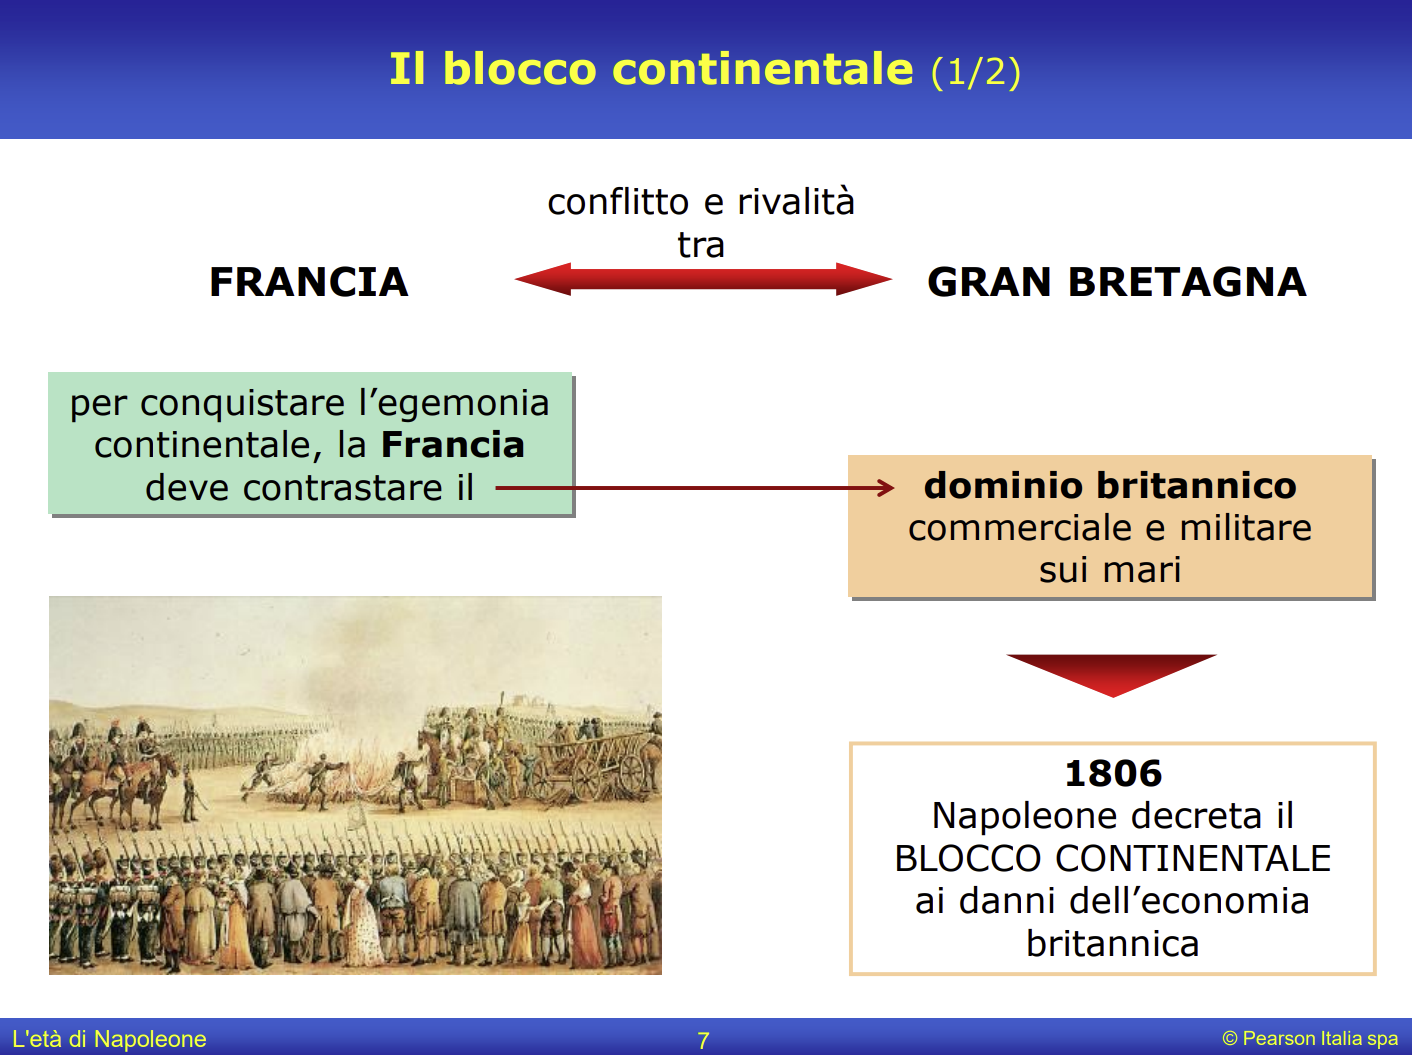 Il blocco continentale (1/2)
conflitto e rivalità
tra
FRANCIA
GRAN BRETAGNA
per conquistare l’egemonia
continentale, la Francia
deve contrastare il
dominio britannico
commerciale e militare
sui mari
1806
Napoleone decreta il
BLOCCO CONTINENTALE
ai danni dell’economia
britannica
L'età di Napoleone
7
© Pearson Italia spa